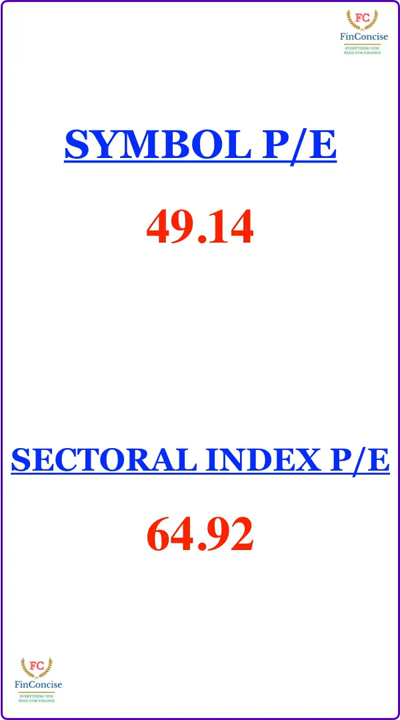 FC
FinConcise
EVERYTHING YOU
NEED FOR FINANCE
SYMBOL P/E
49.14
SECTORAL INDEX P/E
64.92
FC
FinConcise
EVERYTHING YOU
NEED FOR FINANCE